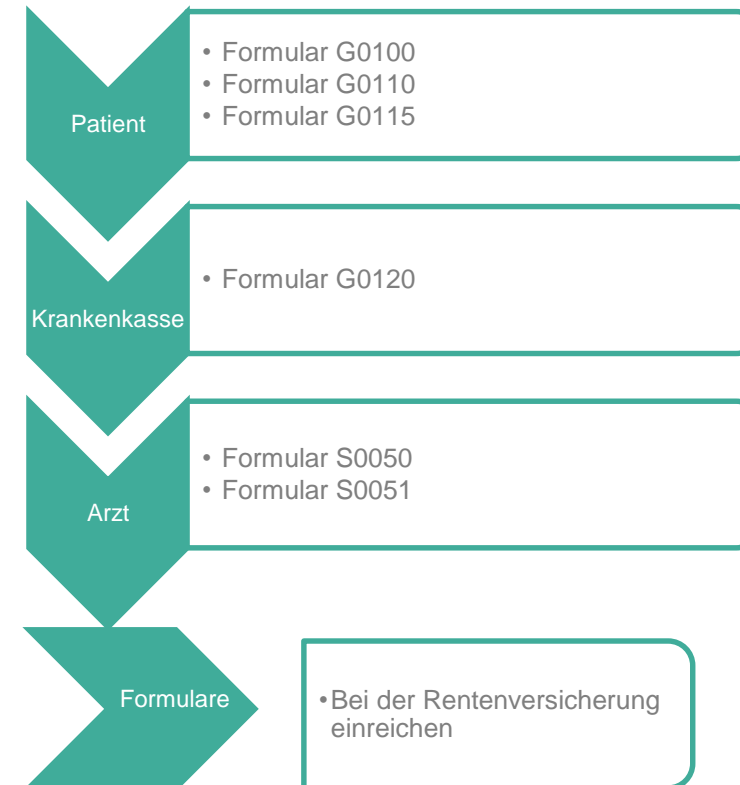 Patient
• Formular G0100
• Formular G0110
• Formular G0115
Krankenkasse
• Formular G0120
Arzt
• Formular S0050
• Formular S0051
Formulare
•Bei der Rentenversicherung
einreichen